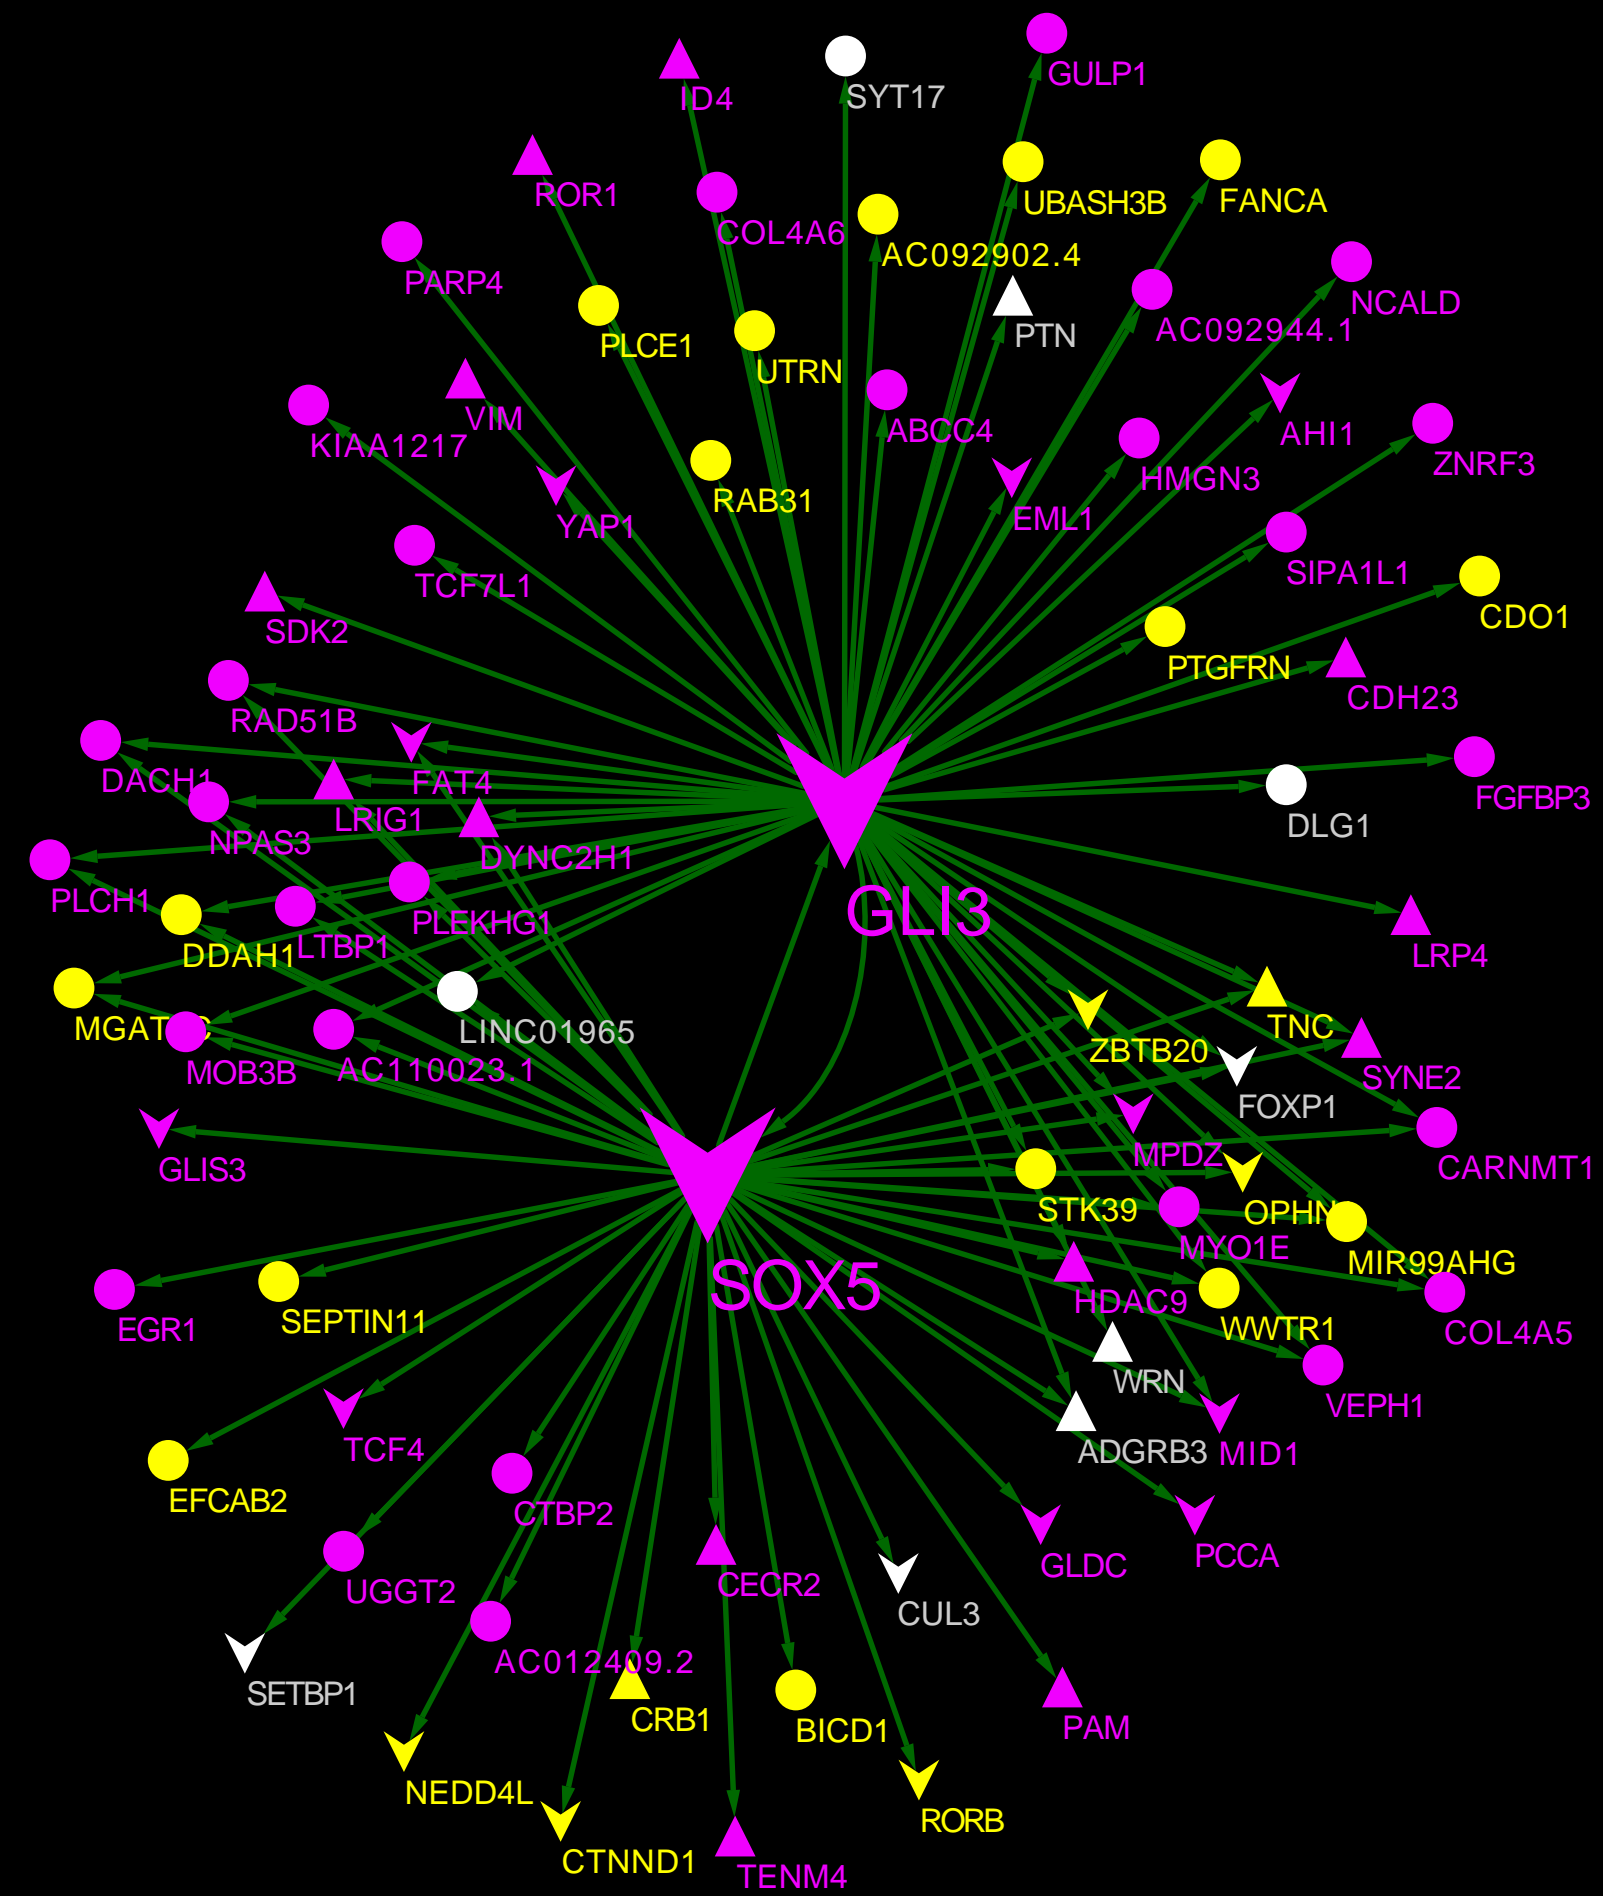 GULP1
ID4
SYT17
ROR1
UBASH3B
FANCA
COL4A6
AC092902.4
PARP4
NCALD
PTN
AC092944.1
PLCE1
UTRN
VIM
ABCC4
AHI1
KIAA1217
ZNRF3
HMGN3
RAB31
EML1
YAP1
SIPA1L1
TCF7L1
CDO1
SDK2
PTGFRN
CDH23
RAD51B
DACH1
FAT4
FGFBP3
LRIG1
DLG1
NPAS3
DYNC2H1
PLCH1
GLI3
PLEKHG1
LTBP1
DDAH1
LRP4
MGAT
C
LINC01965
TNC
ZBTB20
MOB3B
AC110023.1
SYNE2
FOXP1
MPDZ
GLIS3
CARNMT1
STK39
OPHN
MYO1E
MIR99AHG
SOX5
HDAC9
EGR1
SEPTIN11
WWTR1
COL4A5
WRN
VEPH1
TCF4
ADGRB3
MID1
EFCAB2
CTBP2
PCCA
GLDC
UGGT2
CECR2
CUL3
AC012409.2
SETBP1
CRB1
BICD1
PAM
NEDD4L
RORB
CTNND1
TENM4